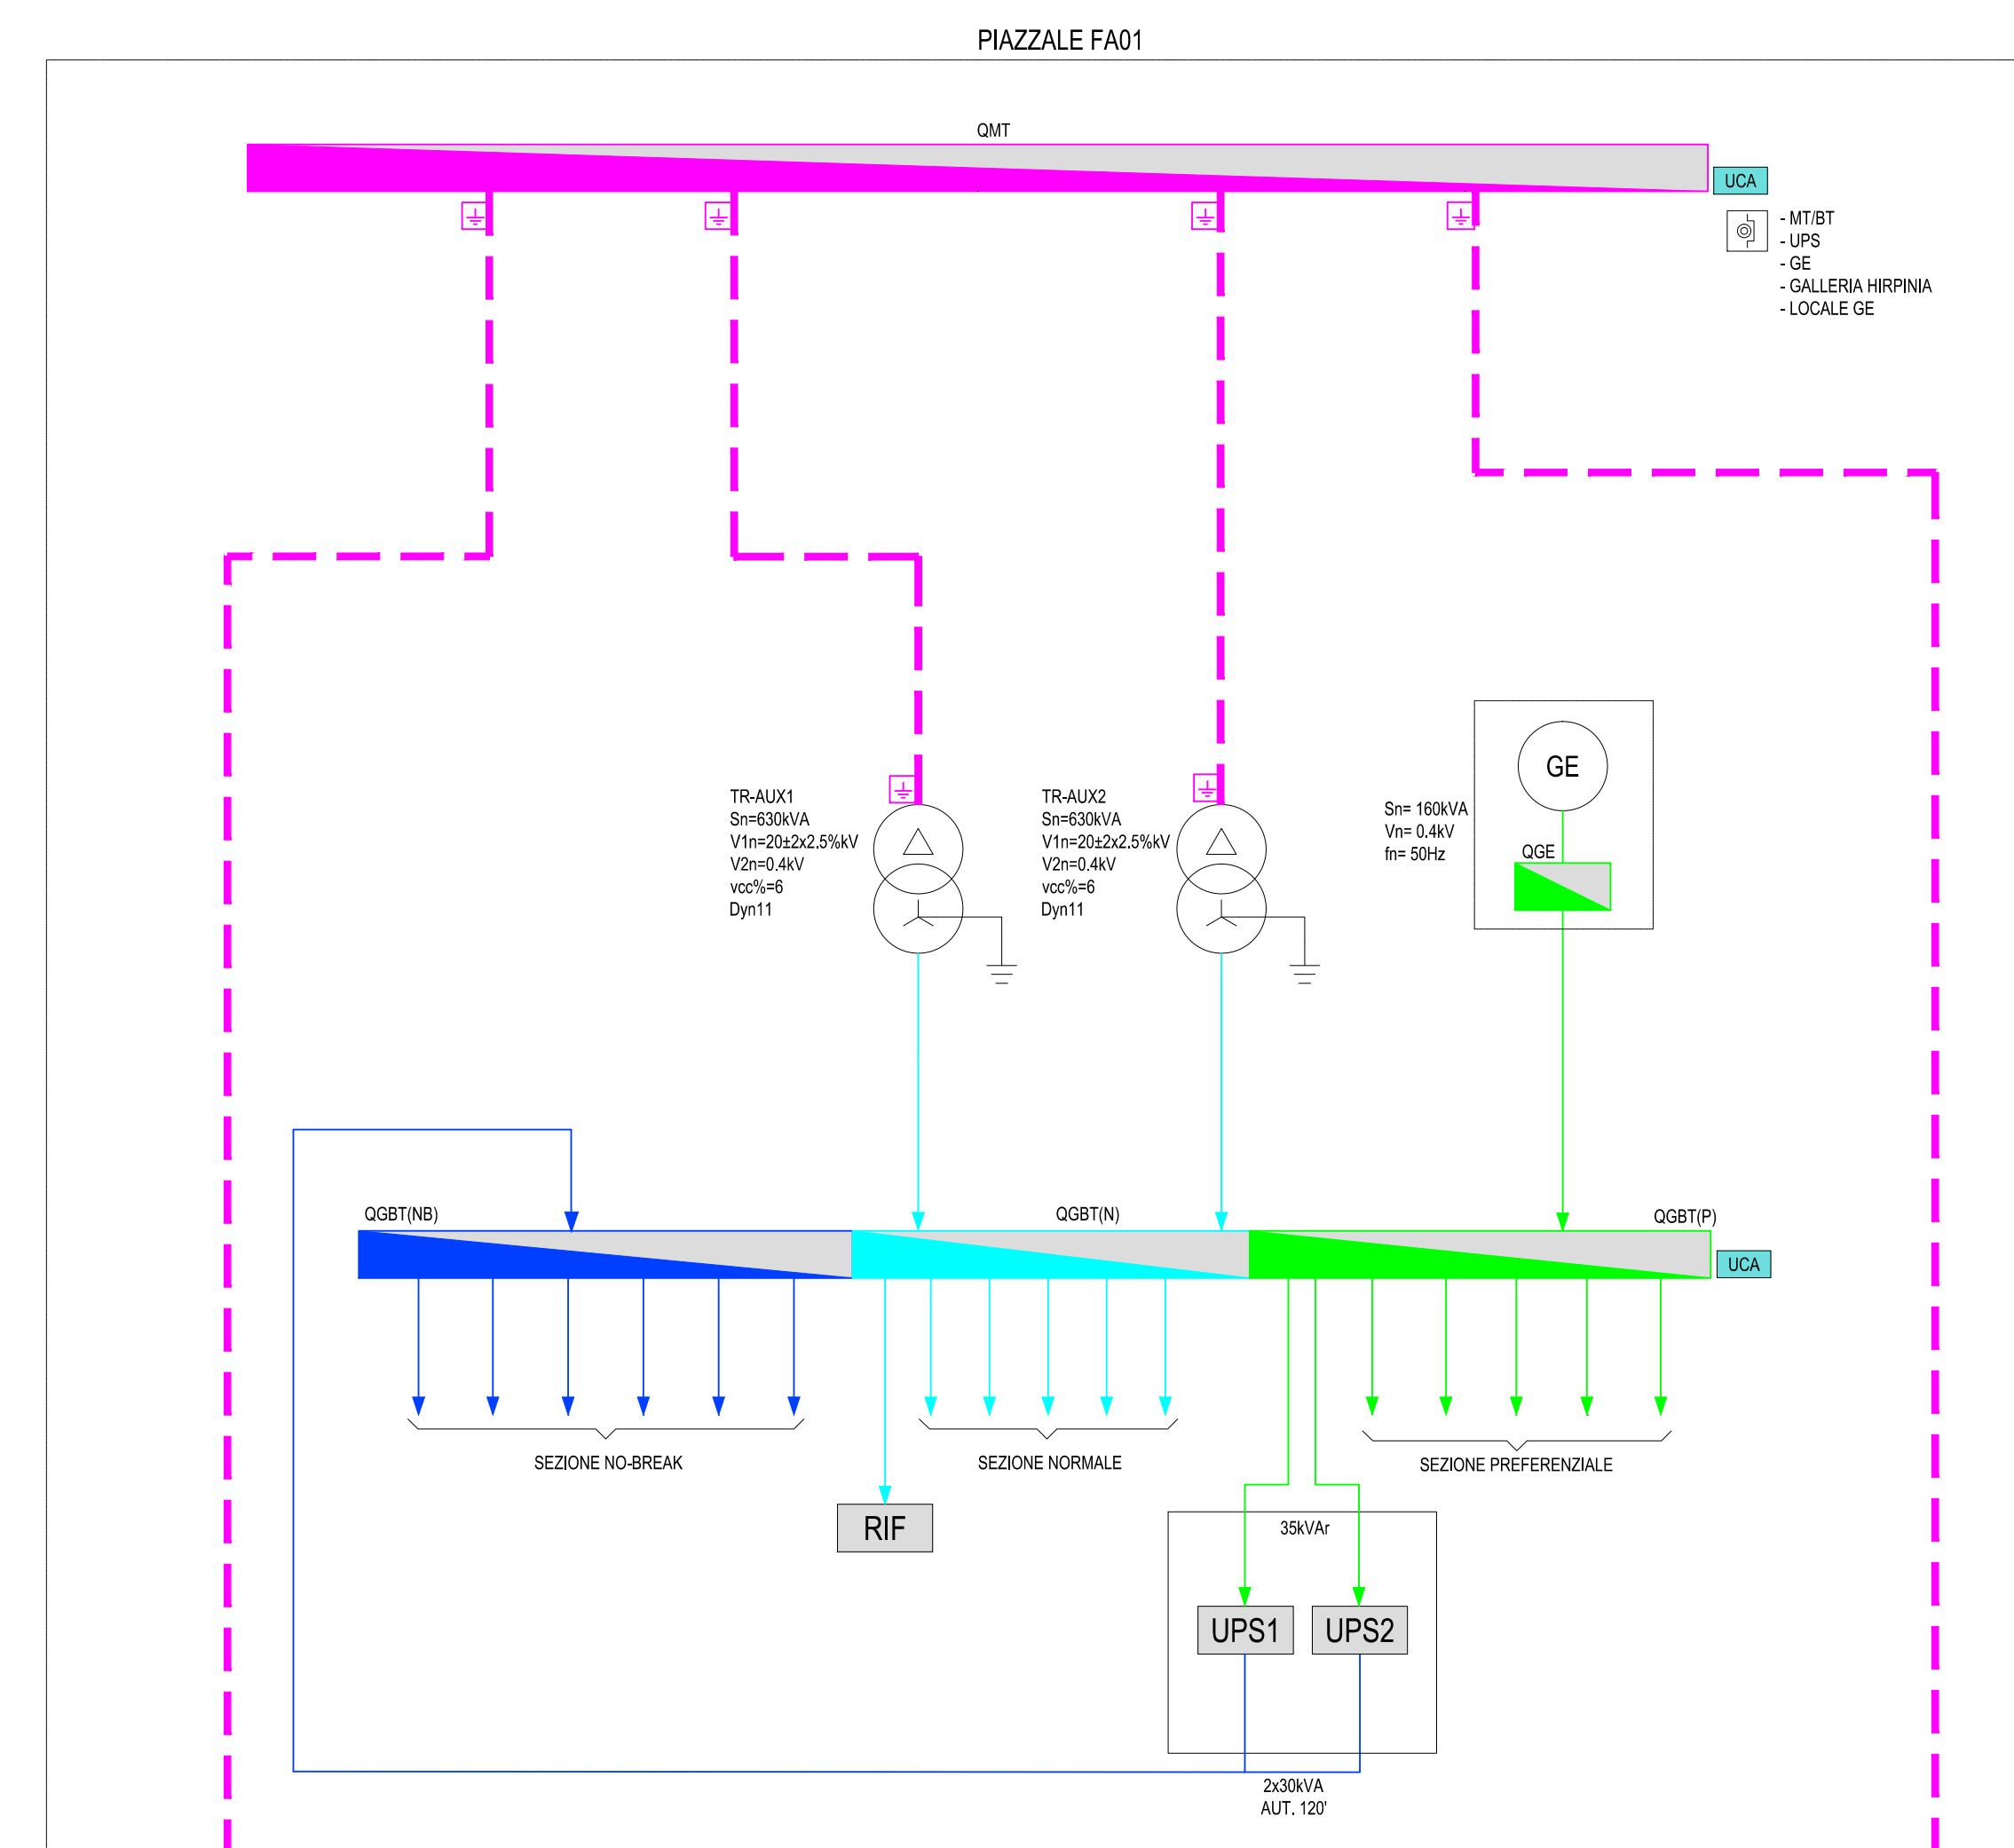 PIAZZALE FA01
QMT
UCA
- MT/BT
- UPS
- GE
- GALLERIA HIRPINIA
- LOCALE GE
TR-AUX1
Sn=630kVA
V1n=20±2x2.5%kV
V2n=0.4kV
vcc%=6
Dyn11
TR-AUX2
Sn=630kVA
V1n=20±2x2.5%kV
V2n=0.4kV
vcc%=6
Dyn11
GE
Sn= 160kVA
Vn= 0.4kV
fn= 50Hz
QGE
QGBT(NB)
QGBT(N)
QGBT(P)
UCA
SEZIONE NO-BREAK
SEZIONE NORMALE
SEZIONE PREFERENZIALE
RIF
35kVAr
UPS1
UPS2
2x30kVA
AUT. 120'